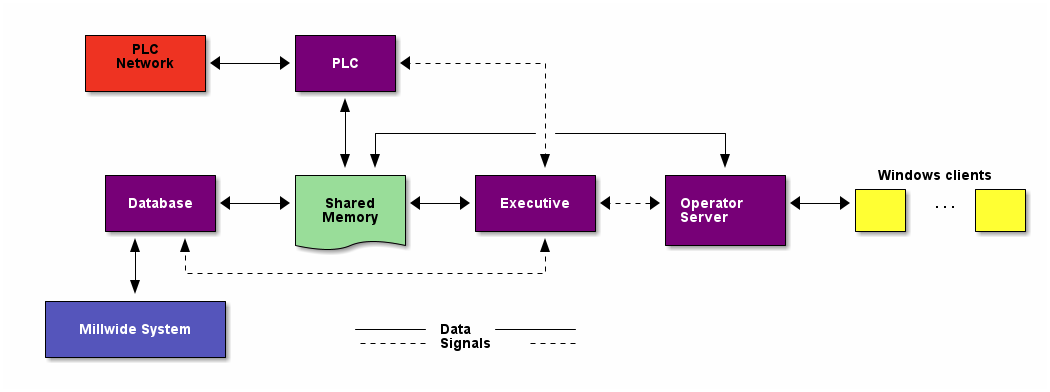 PLC
Network
PLC
Windows clients
Database
Shared
Memory
Executive
Operator
Server
...
Millwide System
Data
Signals